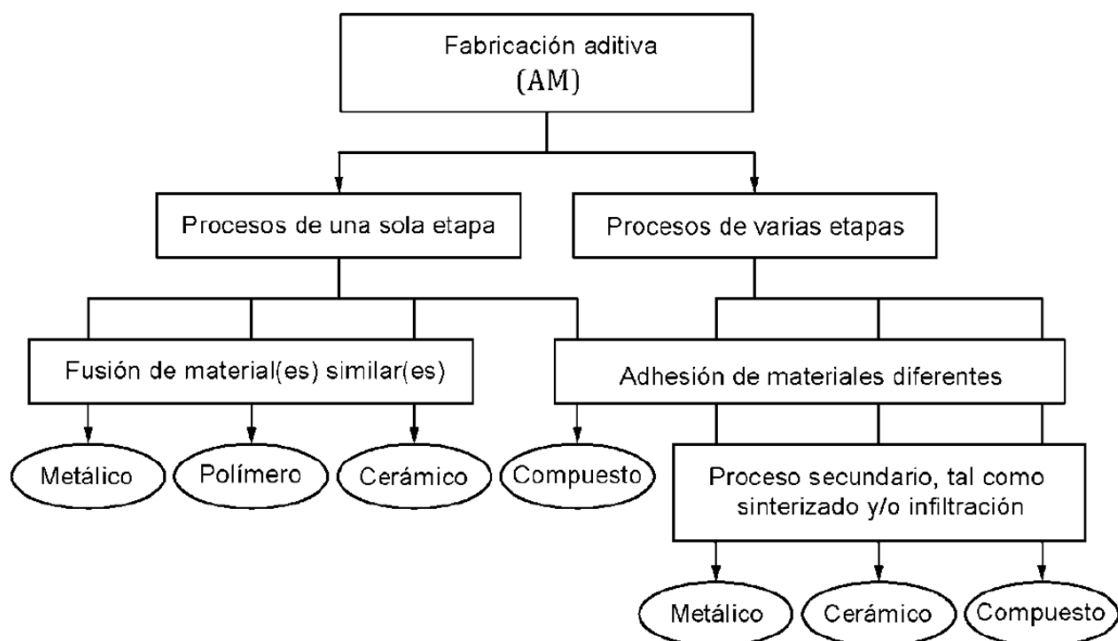 Fabricación aditiva
(AM)
Procesos de una sola etapa
Procesos de varias etapas
Fusión de material(es) similar(es)
Adhesión de materiales diferentes
Metálico
Polímero
Cerámico
Compuesto
Proceso secundario, tal como
sinterizado y/o infiltración
Metálico
Cerámico
Compuesto